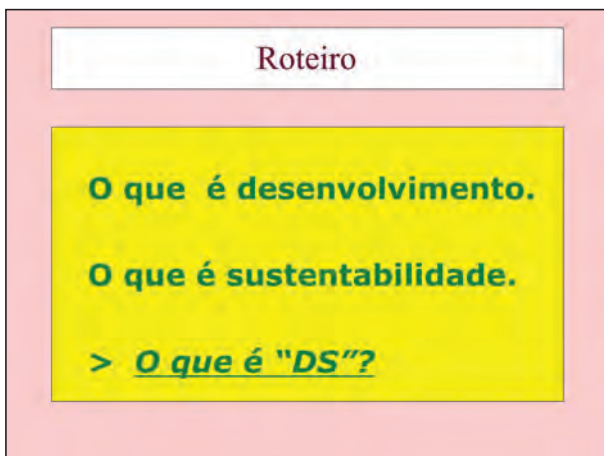 Roteiro
O que é desenvolvimento.
O que é sustentabilidade.
> O que é “DS”?